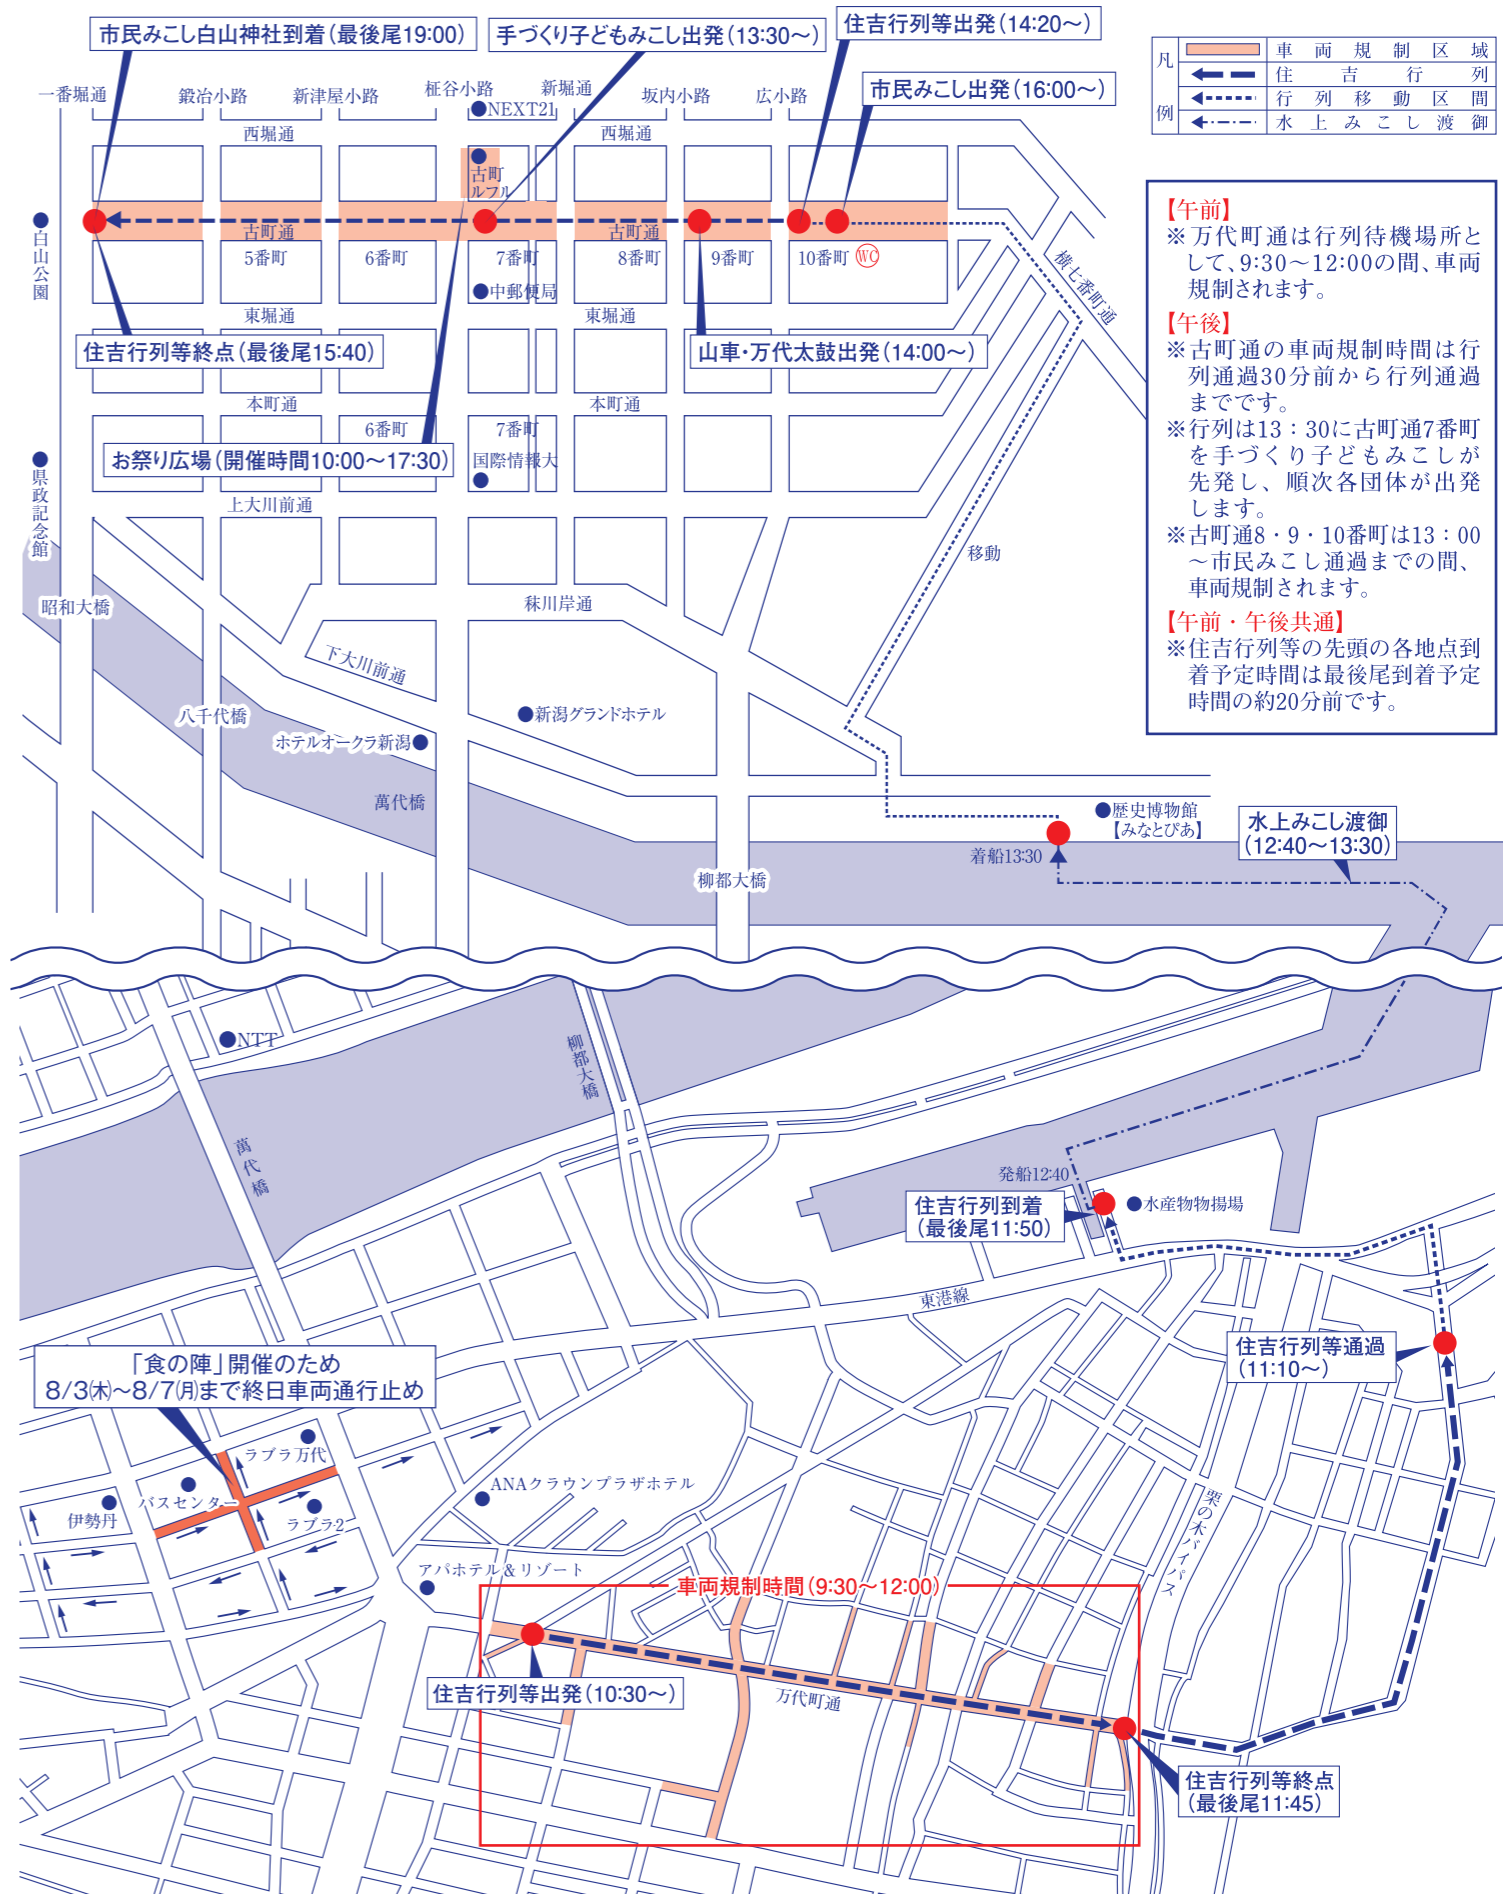 市民みこし白山神社到着(最後尾19:00)
手づくり子どもみこし出発(13:30～)
住吉行列等出発(14:20～)
市民みこし出発(16:00～)
凡例
車両規制区域
住吉行列
行列移動区間
水上みこし渡御
一番堀通
鍛冶小路
新津屋小路
柾谷小路
新堀通
坂内小路
広小路
NEXT21
西堀通
西堀通
古町
ルフル
白山公園
古町通
古町通
5番町
6番町
7番町
8番町
9番町
10番町
WC
中郵便局
横七番町通
東堀通
東堀通
住吉行列等終点(最後尾15:40)
山車・万代太鼓出発(14:00～)
本町通
本町通
6番町
7番町
お祭り広場(開催時間10:00～17:30)
国際情報大
県政記念館
上大川前通
移動
昭和大橋
秣川岸通
下大川前通
八千代橋
新潟グランドホテル
ホテルオークラ新潟
萬代橋
歴史博物館
【みなとぴあ】
着船13:30
水上みこし渡御
(12:40～13:30)
柳都大橋
【午前】
※万代町通は行列待機場所と
して、9:30～12:00の間、車両
規制されます。
【午後】
※古町通の車両規制時間は行
列通過30分前から行列通過
までです。
※行列は13：30に古町通7番町
を手づくり子どもみこしが
先発し、順次各団体が出発
します。
※古町通8・9・10番町は13：00
～市民みこし通過までの間、
車両規制されます。
【午前・午後共通】
※住吉行列等の先頭の各地点到
着予定時間は最後尾到着予定
時間の約20分前です。
NTT
柳都大橋
萬代橋
発船12:40
住吉行列到着
(最後尾11:50)
水産物物揚場
東港線
住吉行列等通過
(11:10～)
「食の陣」開催のため
8/3㈭～8/7㈪まで終日車両通行止め
ラブラ万代
バスセンター
伊勢丹
ラブラ2
ANAクラウンプラザホテル
アパホテル＆リゾート
栗の木バイパス
車両規制時間(9:30～12:00)
住吉行列等出発(10:30～)
万代町通
住吉行列等終点
(最後尾11:45)